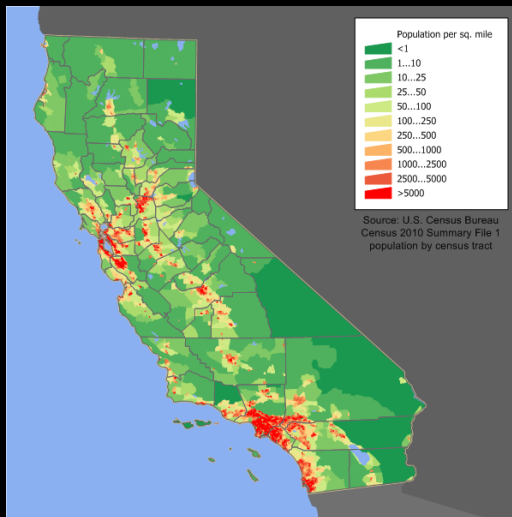 Population per sq. mile
<1
1...10
10...25
25...50
50...100
100...250
250...500
500...1000
1000...2500
2500...5000
>5000
Source: U.S. Census Bureau
Census 2010 Summary File 1
population by census tract